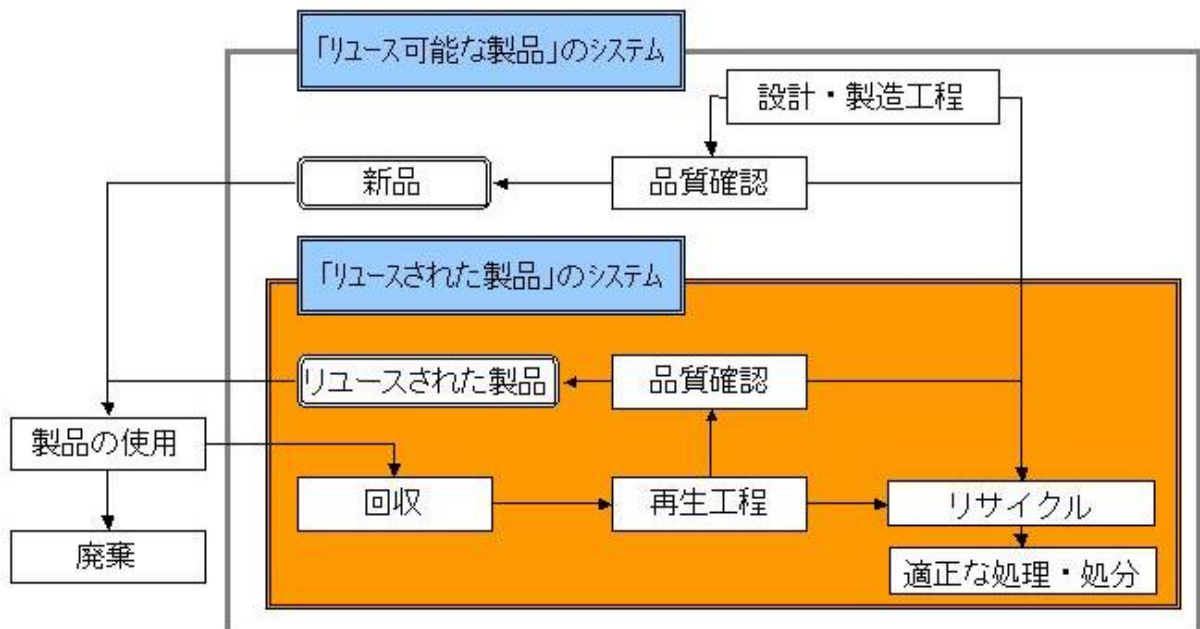 「リユース可能な製品」のシステム
設計・製造工程
新品
品質確認
「リユースされた製品」のシステム
リユースされた製品
品質確認
製品の使用
回収
再生工程
リサイクル
廃棄
適正な処理・処分